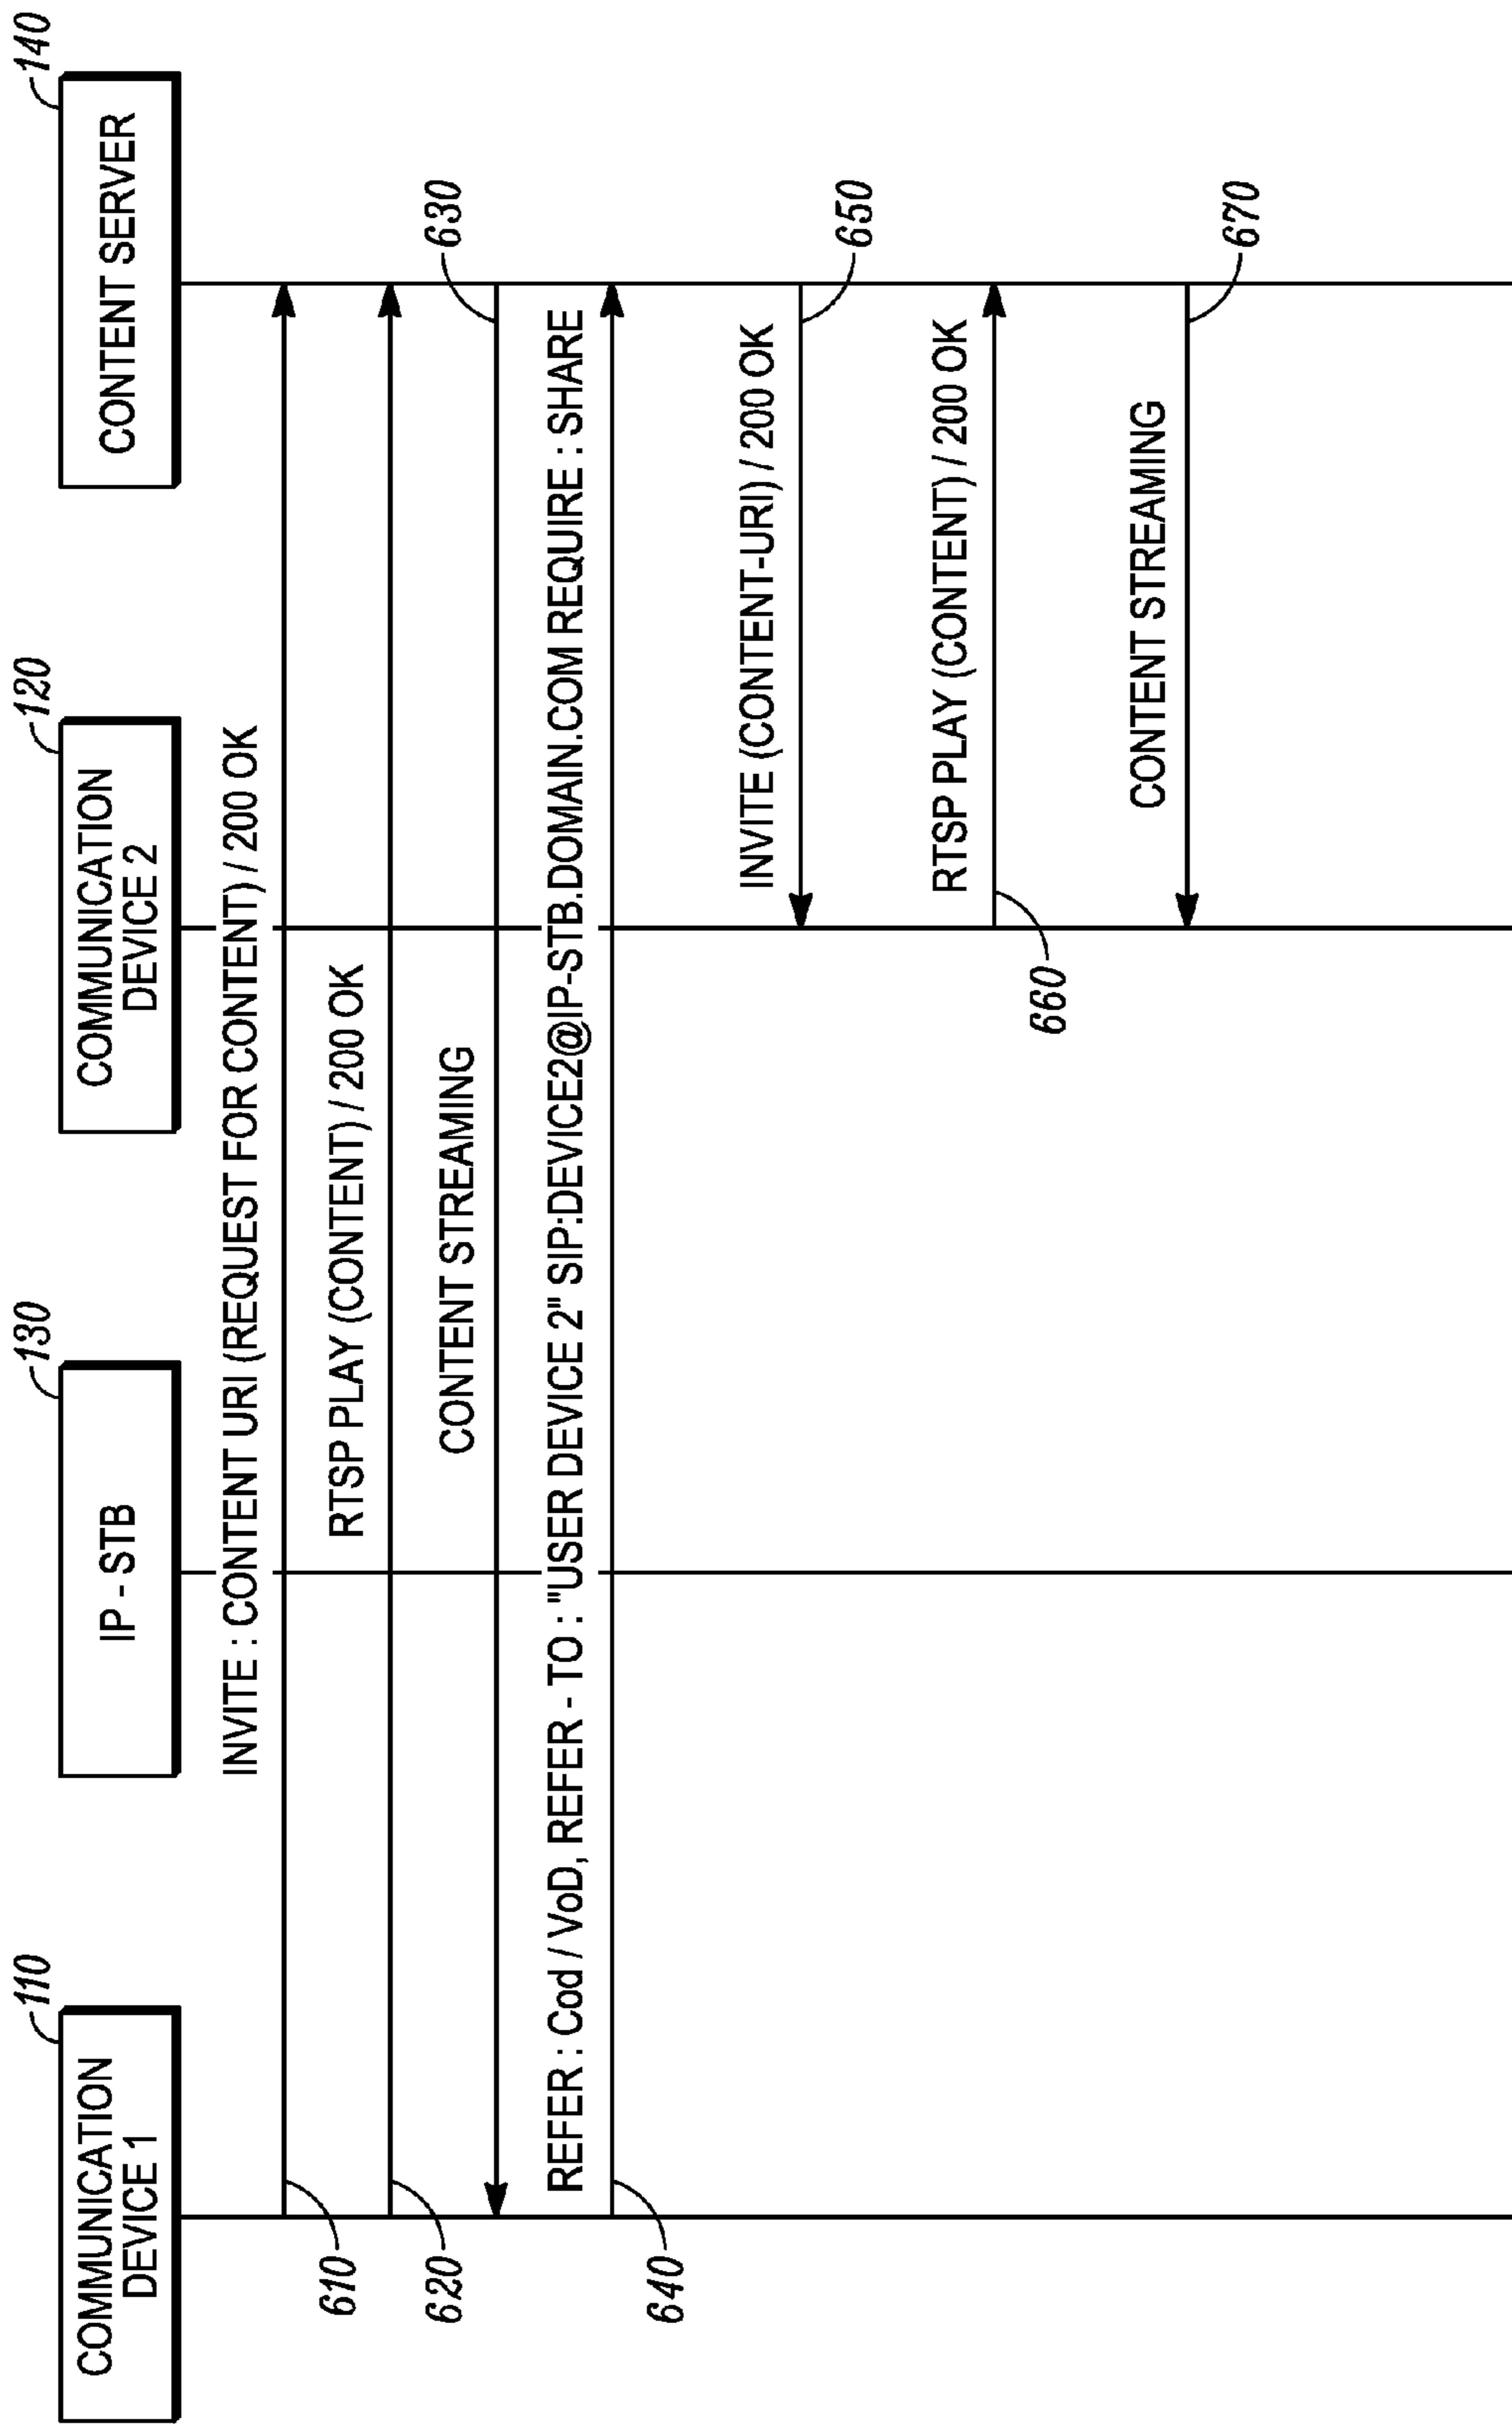 110
COMMUNICATION
DEVICE 1
130
IP - STB
120
COMMUNICATION
DEVICE 2
140
CONTENT SERVER
INVITE : CONTENT URI (REQUEST FOR CONTENT) / 200 OK
610
RTSP PLAY (CONTENT) / 200 OK
620
CONTENT STREAMING
630
REFER : Cod / VoD, REFER - TO : "USER DEVICE 2" SIP:DEVICE2@IP-STB.DOMAIN.COM REQUIRE : SHARE
640
INVITE (CONTENT-URI) / 200 OK
650
RTSP PLAY (CONTENT) / 200 OK
660
CONTENT STREAMING
670